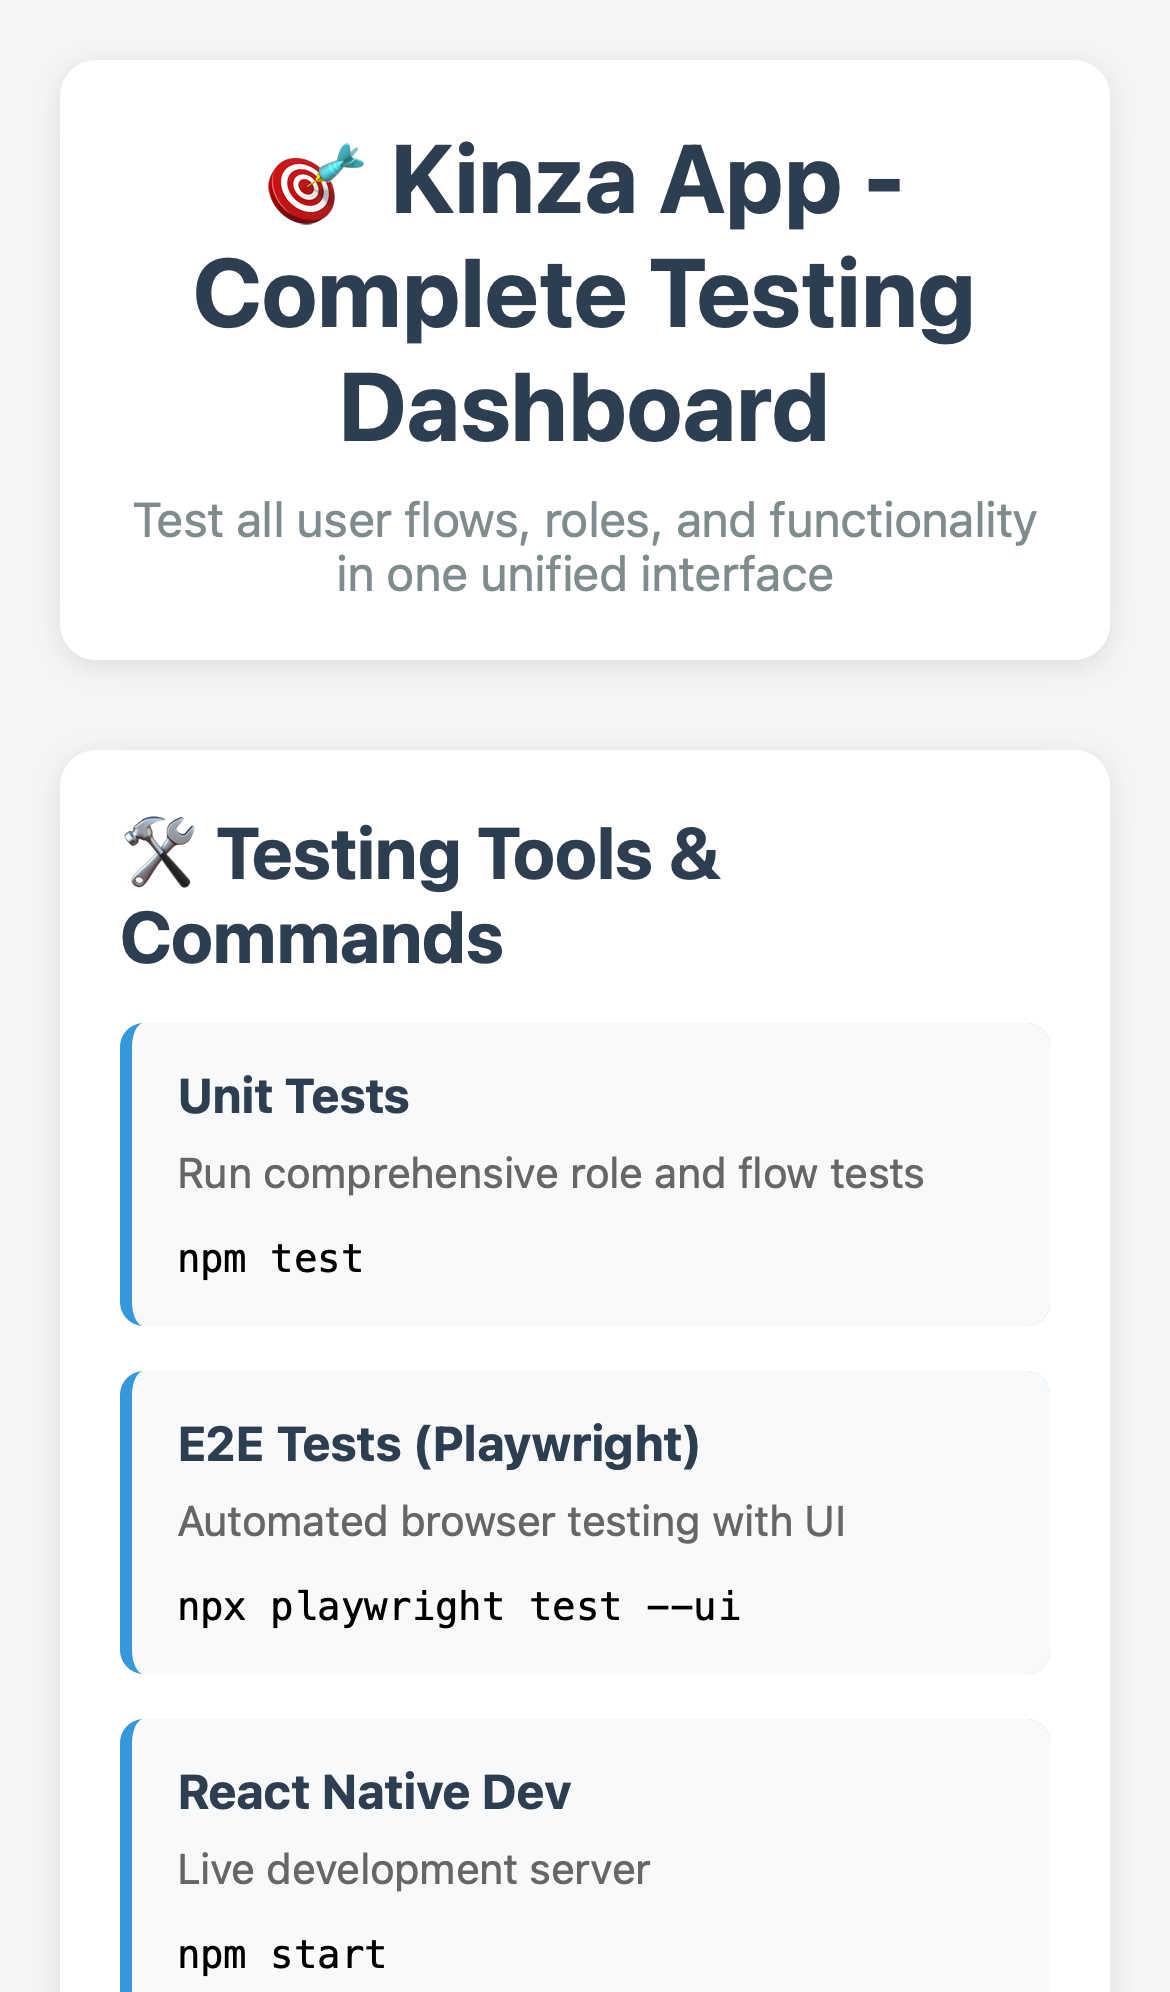 🎯 Kinza App -
Complete Testing
Dashboard
Test all user flows, roles, and functionality
in one unified interface
🛠️ Testing Tools &
Commands
Unit Tests
Run comprehensive role and flow tests
npm test
E2E Tests (Playwright)
Automated browser testing with UI
npx playwright test --ui
React Native Dev
Live development server
npm start